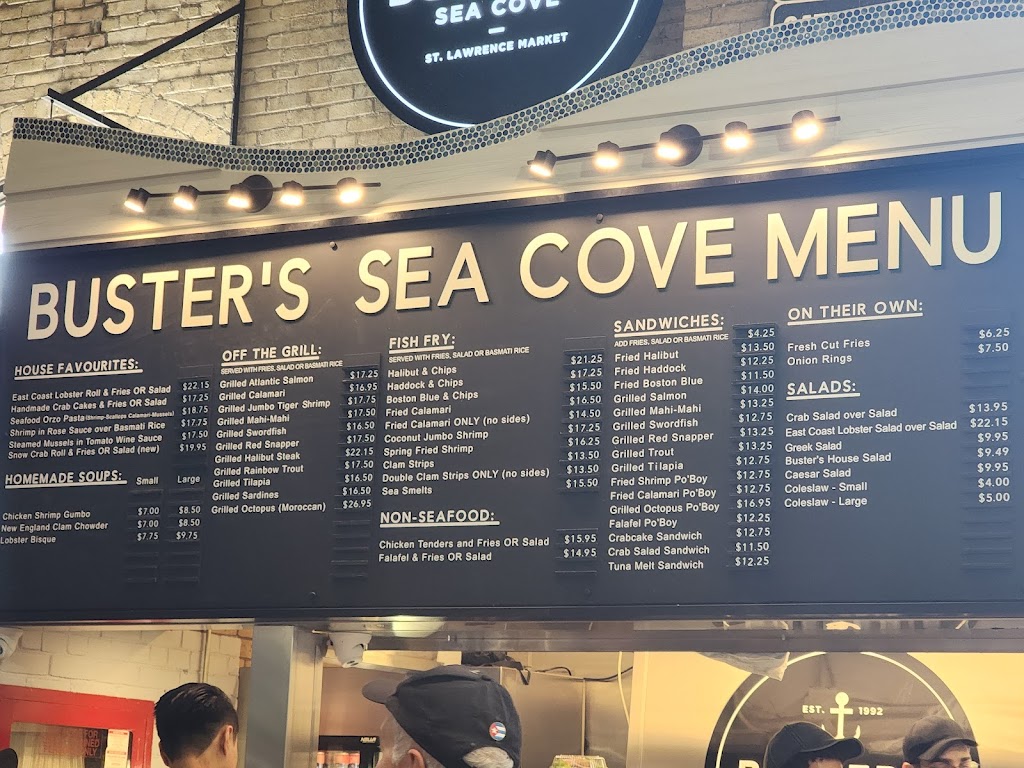 SEA COVE
ST. LAWRENCE MARKET
BUSTER'S SEA COVE MENU
HOUSE FAVOURITES:
East Coast Lobster Roll & Fries OR Salad $22.15
Handmade Crab Cakes & Fries OR Salad $17.25
Seafood Orzo Pasta (Shrimp-Scallops Calamari-Mussels) $18.75
Shrimp in Rose Sauce over Basmati Rice $17.75
Steamed Mussels in Tomato Wine Sauce $17.50
Snow Crab Roll & Fries OR Salad (new) $19.95
HOMEMADE SOUPS: Small Large
Chicken Shrimp Gumbo $7.00 $8.50
New England Clam Chowder $7.00 $8.50
Lobster Bisque $7.75 $9.75
OFF THE GRILL:
SERVED WITH FRIES, SALAD OR BASMATI RICE
Grilled Atlantic Salmon $17.25
Grilled Calamari $16.95
Grilled Jumbo Tiger Shrimp $17.75
Grilled Mahi-Mahi $17.50
Grilled Swordfish $16.50
Grilled Red Snapper $17.50
Grilled Halibut Steak $22.15
Grilled Rainbow Trout $17.50
Grilled Tilapia $16.50
Grilled Sardines $16.50
Grilled Octopus (Moroccan) $26.95
FISH FRY:
SERVED WITH FRIES, SALAD OR BASMATI RICE
Halibut & Chips $21.25
Haddock & Chips $17.25
Boston Blue & Chips $15.50
Fried Calamari $16.50
Fried Calamari ONLY (no sides) $14.50
Coconut Jumbo Shrimp $17.25
Spring Fried Shrimp $16.25
Clam Strips $13.50
Double Clam Strips ONLY (no sides) $13.50
Sea Smelts $15.50
NON-SEAFOOD:
Chicken Tenders and Fries OR Salad $15.95
Falafel & Fries OR Salad $14.95
SANDWICHES:
ADD FRIES, SALAD OR BASMATI RICE $4.25
Fried Halibut $13.50
Fried Haddock $12.25
Fried Boston Blue $11.50
Grilled Salmon $14.00
Grilled Mahi-Mahi $13.25
Grilled Swordfish $12.75
Grilled Red Snapper $13.25
Grilled Trout $13.25
Grilled Tilapia $12.75
Fried Shrimp Po'Boy $12.75
Fried Calamari Po'Boy $12.75
Grilled Octopus Po'Boy $16.95
Falafel Po'Boy $12.25
Crabcake Sandwich $12.75
Crab Salad Sandwich $11.50
Tuna Melt Sandwich $12.25
ON THEIR OWN:
Fresh Cut Fries $6.25
Onion Rings $7.50
SALADS:
Crab Salad over Salad $13.95
East Coast Lobster Salad over Salad $22.15
Greek Salad $9.95
Buster's House Salad $9.49
Caesar Salad $9.95
Coleslaw - Small $4.00
Coleslaw - Large $5.00
EST. 1992